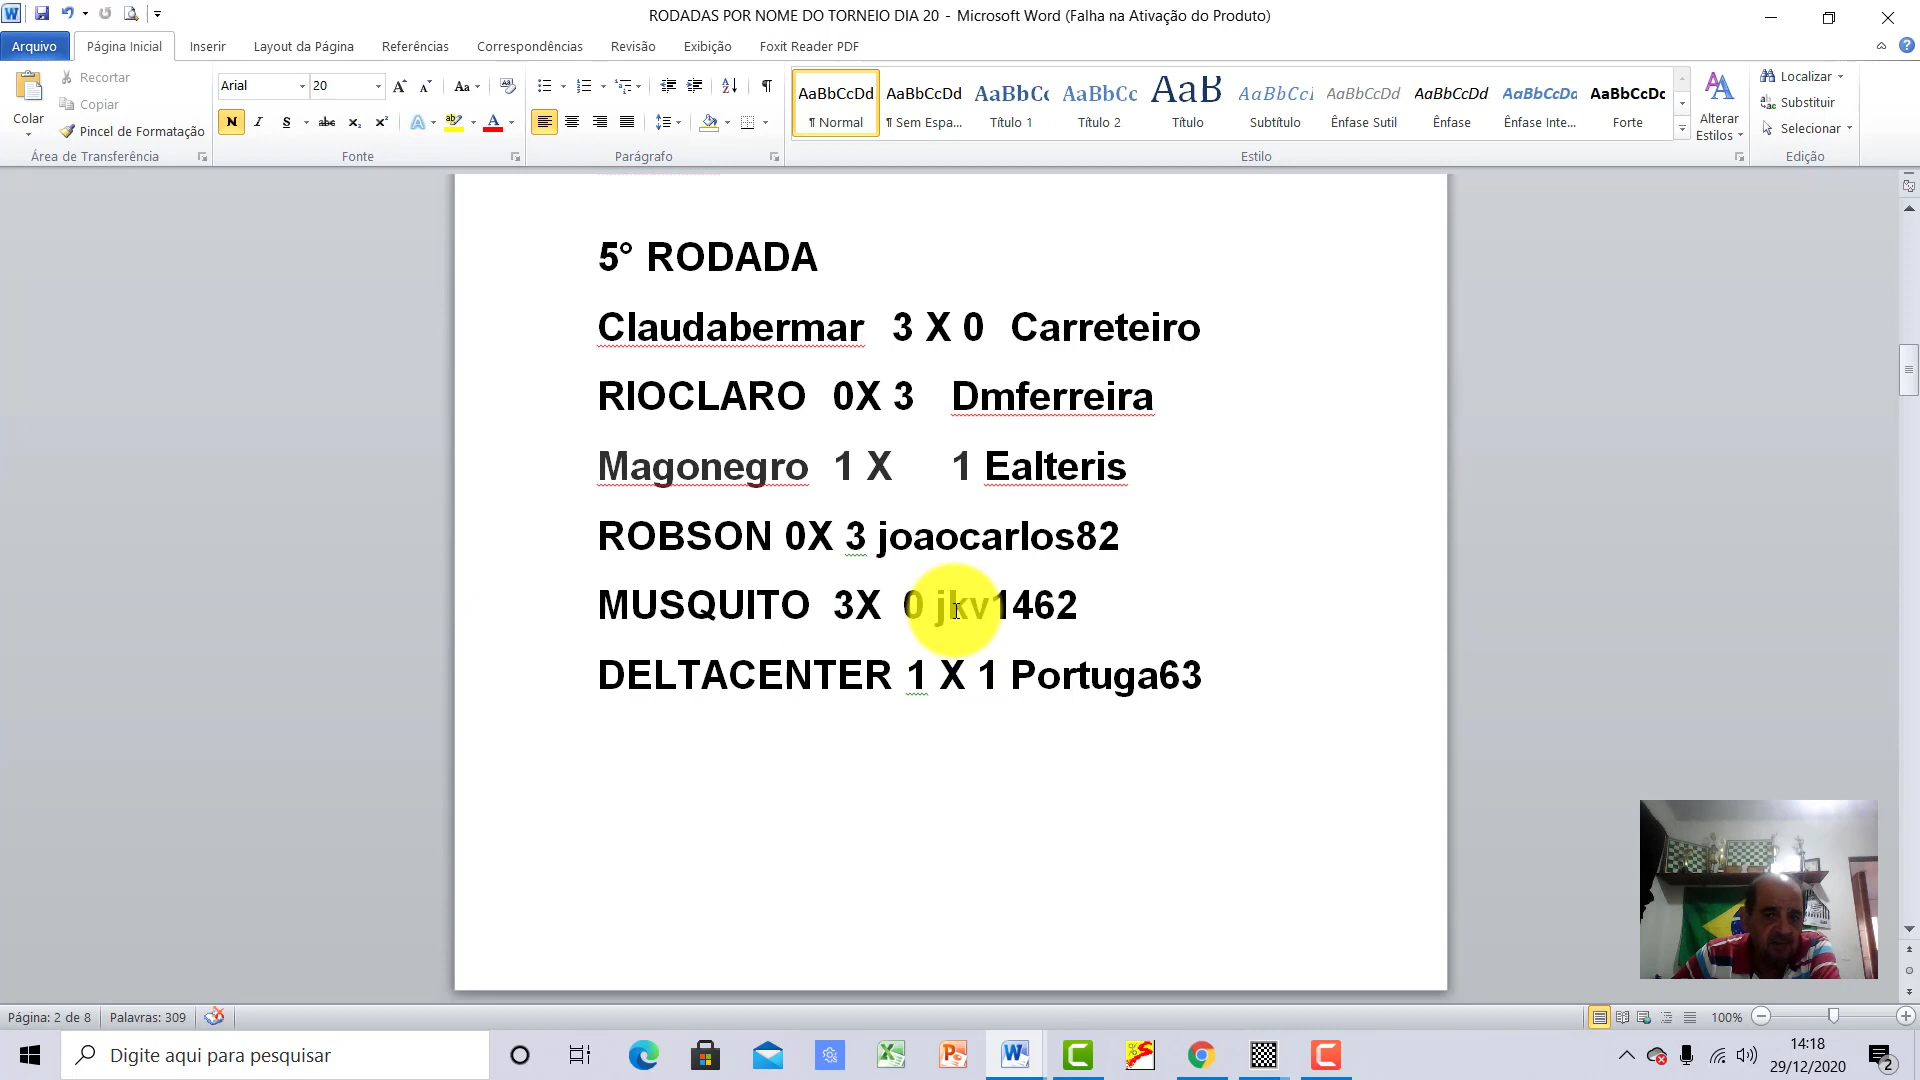 RODADAS POR NOME DO TORNEIO DIA 20 - Microsoft Word (Falha na Ativação do Produto)
Arquivo Página Inicial Inserir Layout da Página Referências Correspondências Revisão Exibição Foxit Reader PDF
Colar
Recortar
Copiar
Pincel de Formatação
Área de Transferência
Arial 20
N I S abc x₂ x²
Fonte
Parágrafo
AaBbCcDd AaBbCcDd AaBbCc AaBbCc AaB AaBbCcI AaBbCcDd AaBbCcDd AaBbCcDd AaBbCcDc
¶ Normal ¶ Sem Espa... Título 1 Título 2 Título Subtítulo Ênfase Sutil Ênfase Ênfase Inte... Forte
Estilo
Alterar
Estilos
Localizar
Substituir
Selecionar
Edição
5° RODADA
Claudabermar 3 X 0 Carreteiro
RIOCLARO 0X 3 Dmferreira
Magonegro 1 X 1 Ealteris
ROBSON 0X 3 joaocarlos82
MUSQUITO 3X 0 jkv1462
DELTACENTER 1 X 1 Portuga63
Página: 2 de 8 Palavras: 309 100%
Digite aqui para pesquisar
14:18
29/12/2020
2